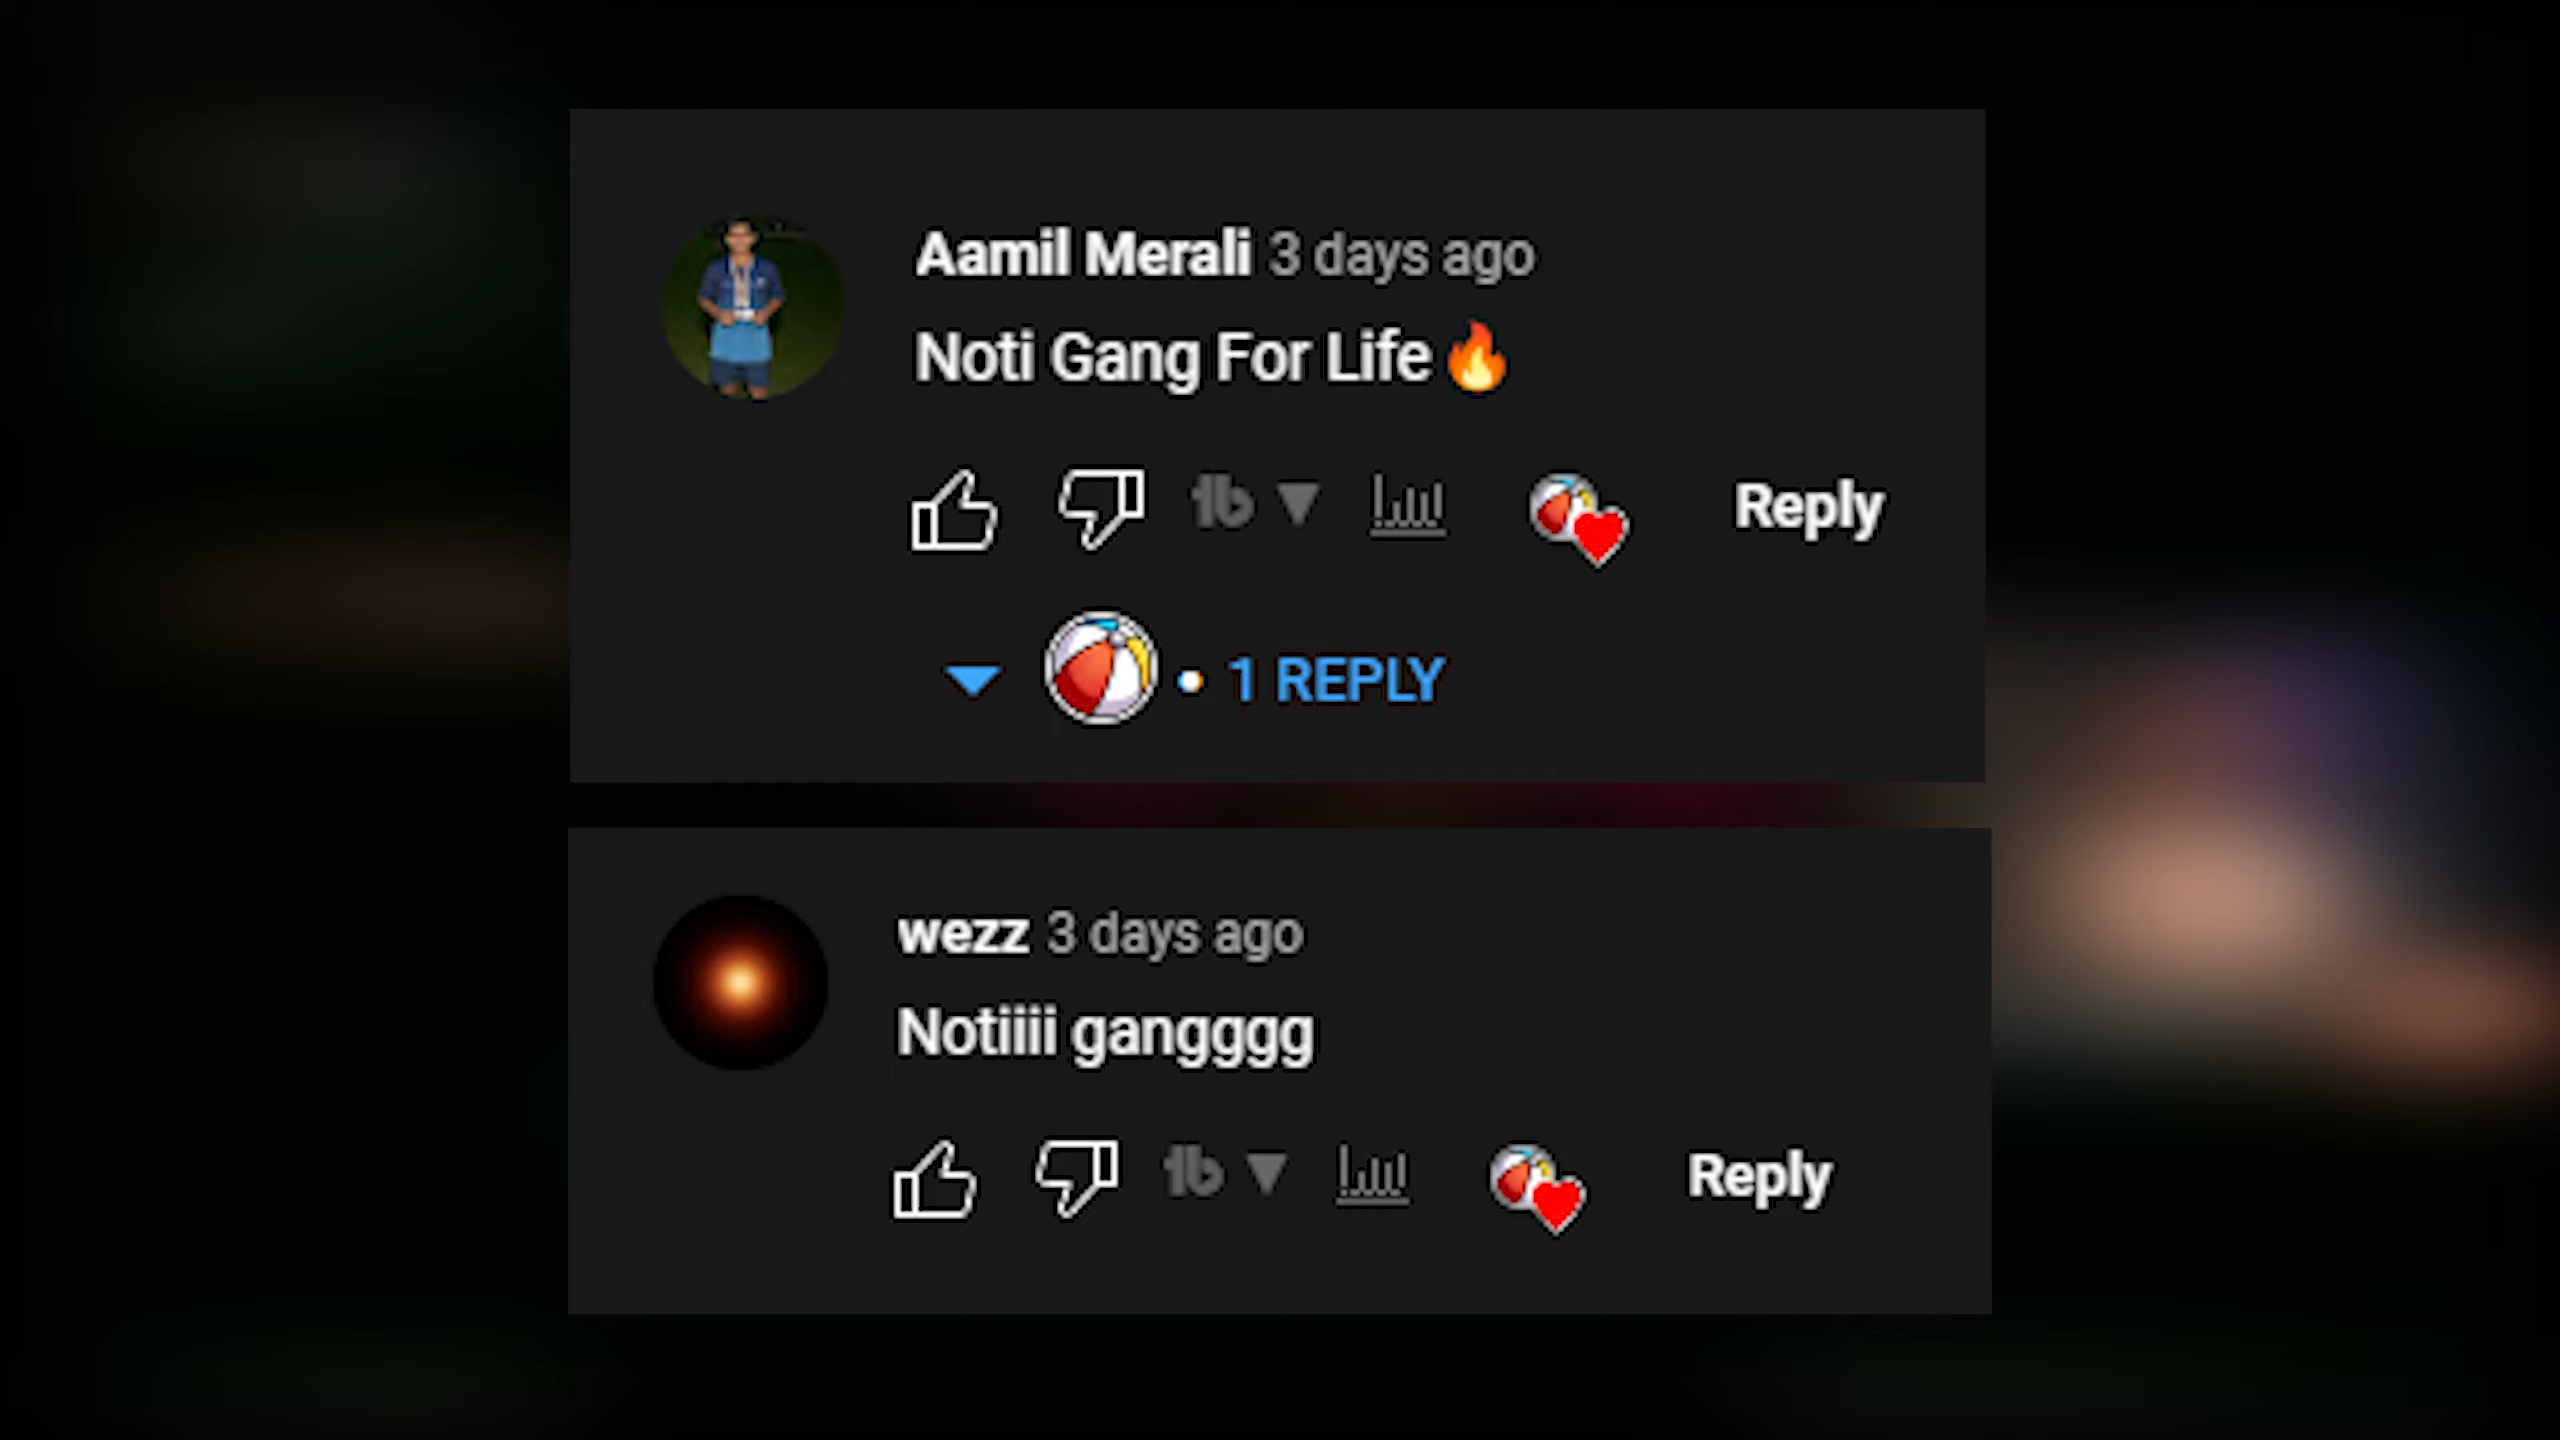 Aamil Merali 3 days ago
Noti Gang For Life🔥
Reply
1 REPLY
wezz 3 days ago
Notiiii gangggg
Reply